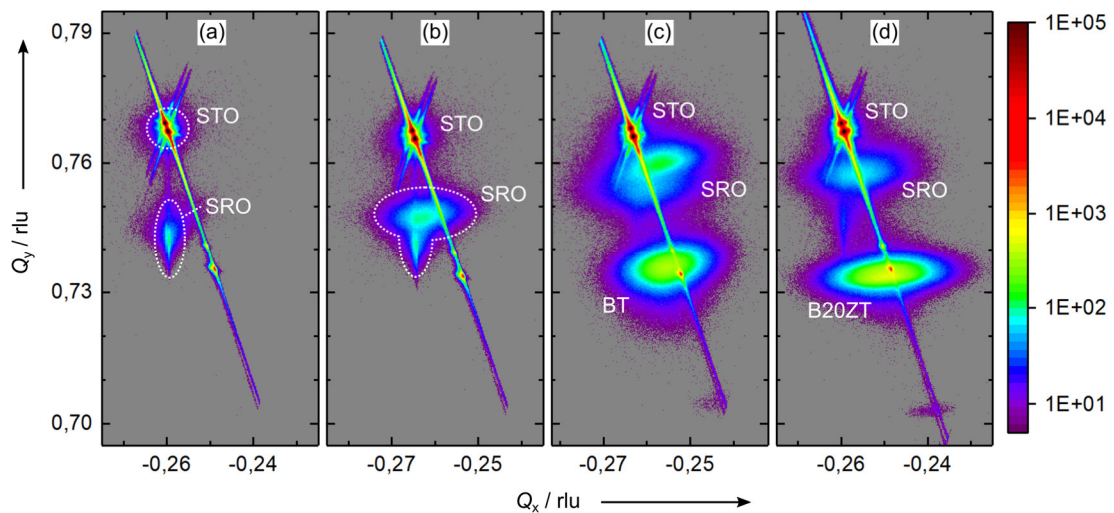 0,79
0,76
0,73
0,70
Qy / rlu
(a)
STO
SRO
(b)
STO
SRO
(c)
STO
SRO
BT
(d)
STO
SRO
B20ZT
-0,26
-0,24
-0,27
-0,25
-0,27
-0,25
-0,26
-0,24
Qx / rlu
1E+05
1E+04
1E+03
1E+02
1E+01